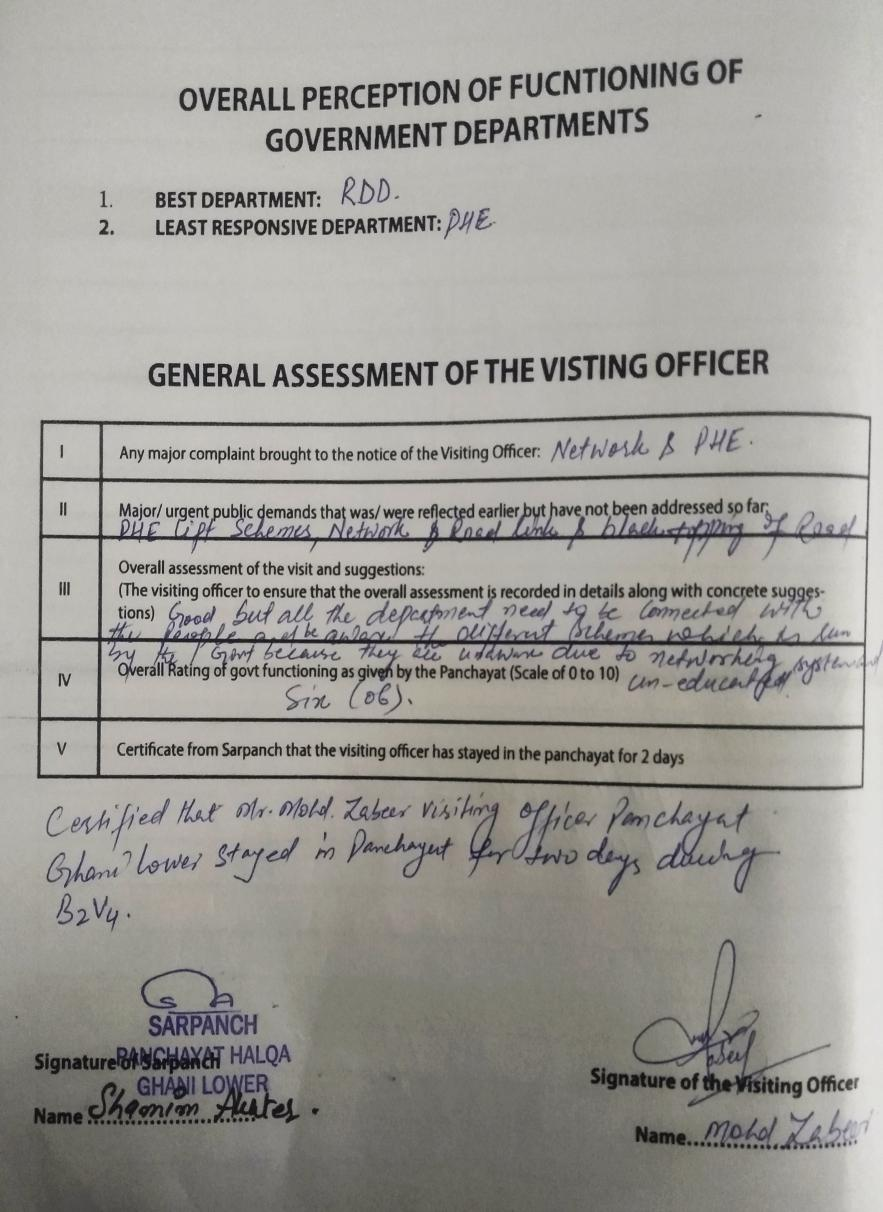 OVERALL PERCEPTION OF FUCNTIONING OF
GOVERNMENT DEPARTMENTS
1. BEST DEPARTMENT: RDD.
2. LEAST RESPONSIVE DEPARTMENT: PHE
GENERAL ASSESSMENT OF THE VISTING OFFICER
I Any major complaint brought to the notice of the Visiting Officer: Network & PHE.
II Major/ urgent public demands that was/ were reflected earlier but have not been addressed so far:
PHE lift Schemes, Network & Road link & black topping of Road
III Overall assessment of the visit and suggestions:
(The visiting officer to ensure that the overall assessment is recorded in details along with concrete sugges-
tions) Good but all the department need to be Connected with
the people and be of different Schemes which is run
by the Govt because they are due to networking system and
IV Overall Rating of govt functioning as given by the Panchayat (Scale of 0 to 10) un-educated
Six (06).
V Certificate from Sarpanch that the visiting officer has stayed in the panchayat for 2 days
Certified that Mr. Mohd. Zabeer Visiting officer Panchayat
Ghani Lower stayed in Panchayat for two days during
B2V4.
SARPANCH
PANCHAYAT HALQA
GHANI LOWER
Signature of Sarpanch
Name Shamim Akhter.
Signature of the Visiting Officer
Name... Mohd Zabeer